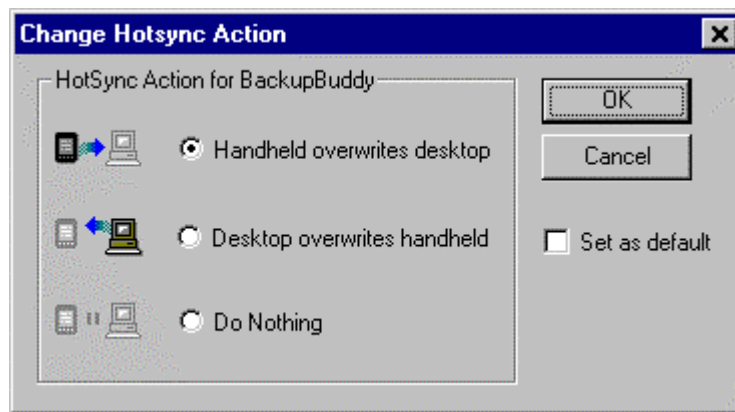 Change Hotsync Action
HotSync Action for BackupBuddy
Handheld overwrites desktop
Desktop overwrites handheld
Do Nothing
OK
Cancel
Set as default